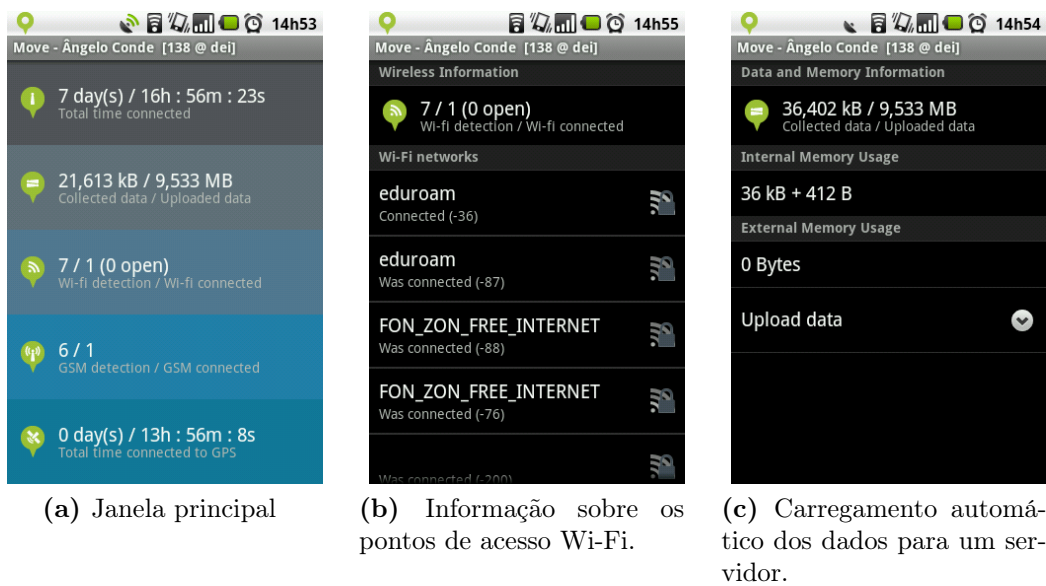 14h53
Move - Ângelo Conde [138 @ dei]
7 day(s) / 16h : 56m : 23s
Total time connected
21,613 kB / 9,533 MB
Collected data / Uploaded data
7 / 1 (0 open)
Wi-fi detection / Wi-fi connected
6 / 1
GSM detection / GSM connected
0 day(s) / 13h : 56m : 8s
Total time connected to GPS
(a) Janela principal
14h55
Move - Ângelo Conde [138 @ dei]
Wireless Information
7 / 1 (0 open)
Wi-fi detection / Wi-fi connected
Wi-Fi networks
eduroam
Connected (-36)
eduroam
Was connected (-87)
FON_ZON_FREE_INTERNET
Was connected (-88)
FON_ZON_FREE_INTERNET
Was connected (-76)
Was connected (-200)
(b) Informação sobre os
pontos de acesso Wi-Fi.
14h54
Move - Ângelo Conde [138 @ dei]
Data and Memory Information
36,402 kB / 9,533 MB
Collected data / Uploaded data
Internal Memory Usage
36 kB + 412 B
External Memory Usage
0 Bytes
Upload data
(c) Carregamento automá-
tico dos dados para um ser-
vidor.